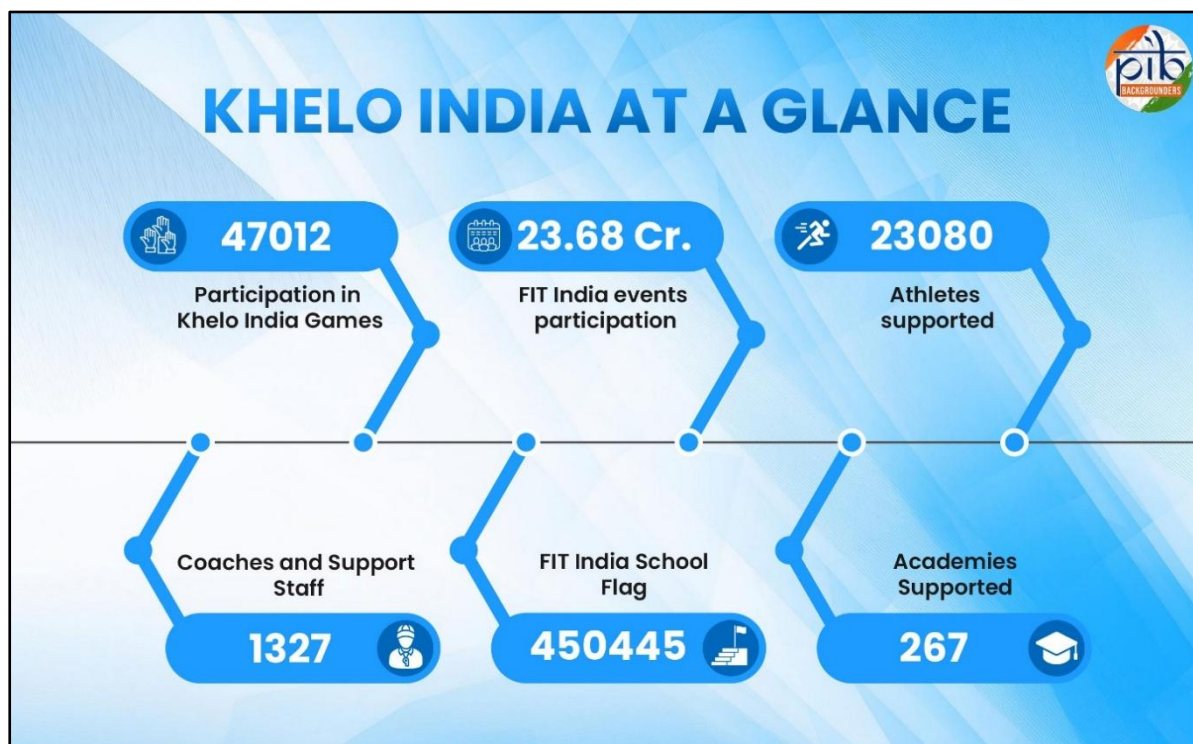 pib
BACKGROUNDERS
KHELO INDIA AT A GLANCE
47012
Participation in
Khelo India Games
23.68 Cr.
FIT India events
participation
23080
Athletes
supported
Coaches and Support
Staff
1327
FIT India School
Flag
450445
Academies
Supported
267